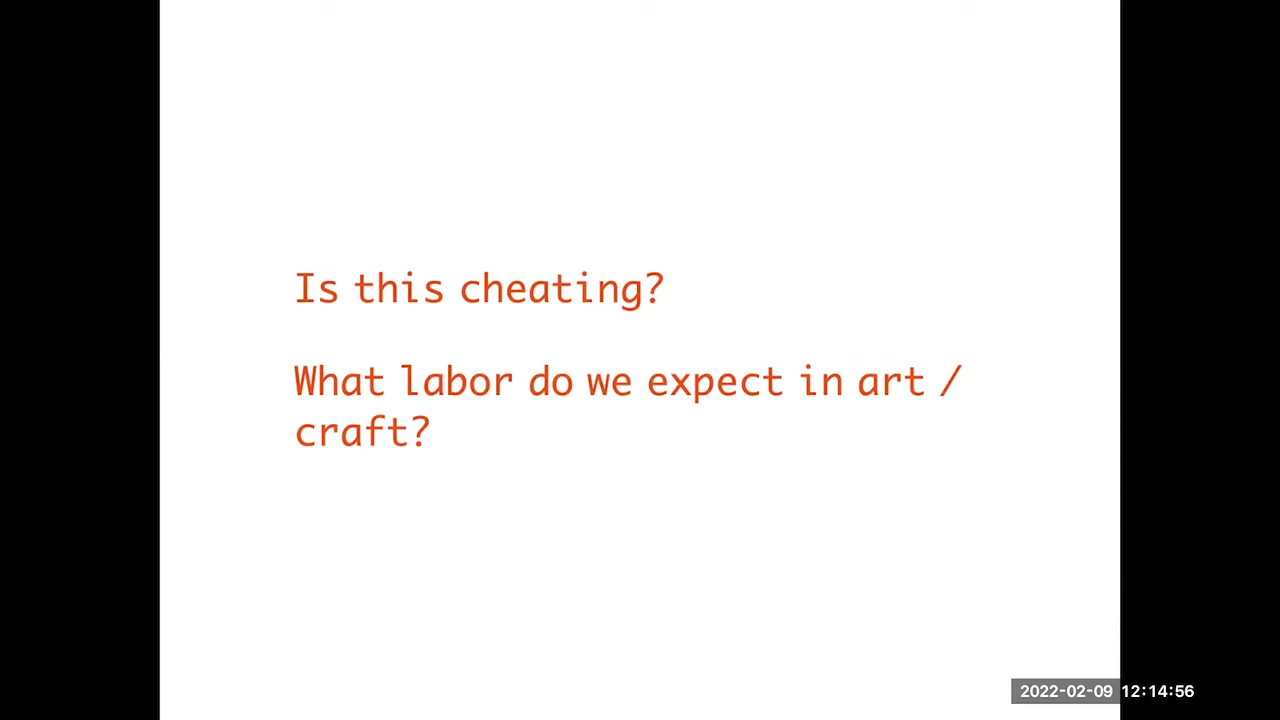 Is this cheating?
What labor do we expect in art /
craft?
2022-02-09 12:14:56